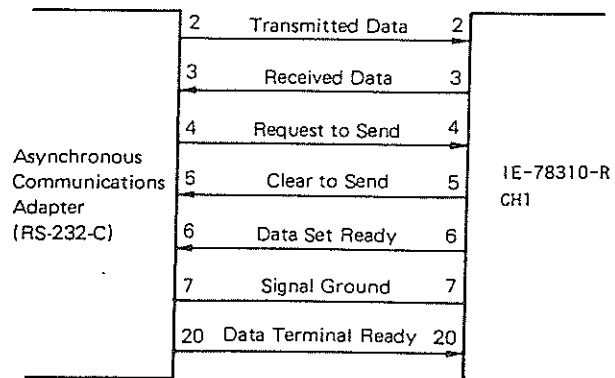 2 Transmitted Data 2
3 Received Data 3
4 Request to Send 4
Asynchronous
Communications
Adapter
(RS-232-C)
5 Clear to Send 5
IE-78310-R
CH1
6 Data Set Ready 6
7 Signal Ground 7
20 Data Terminal Ready 20